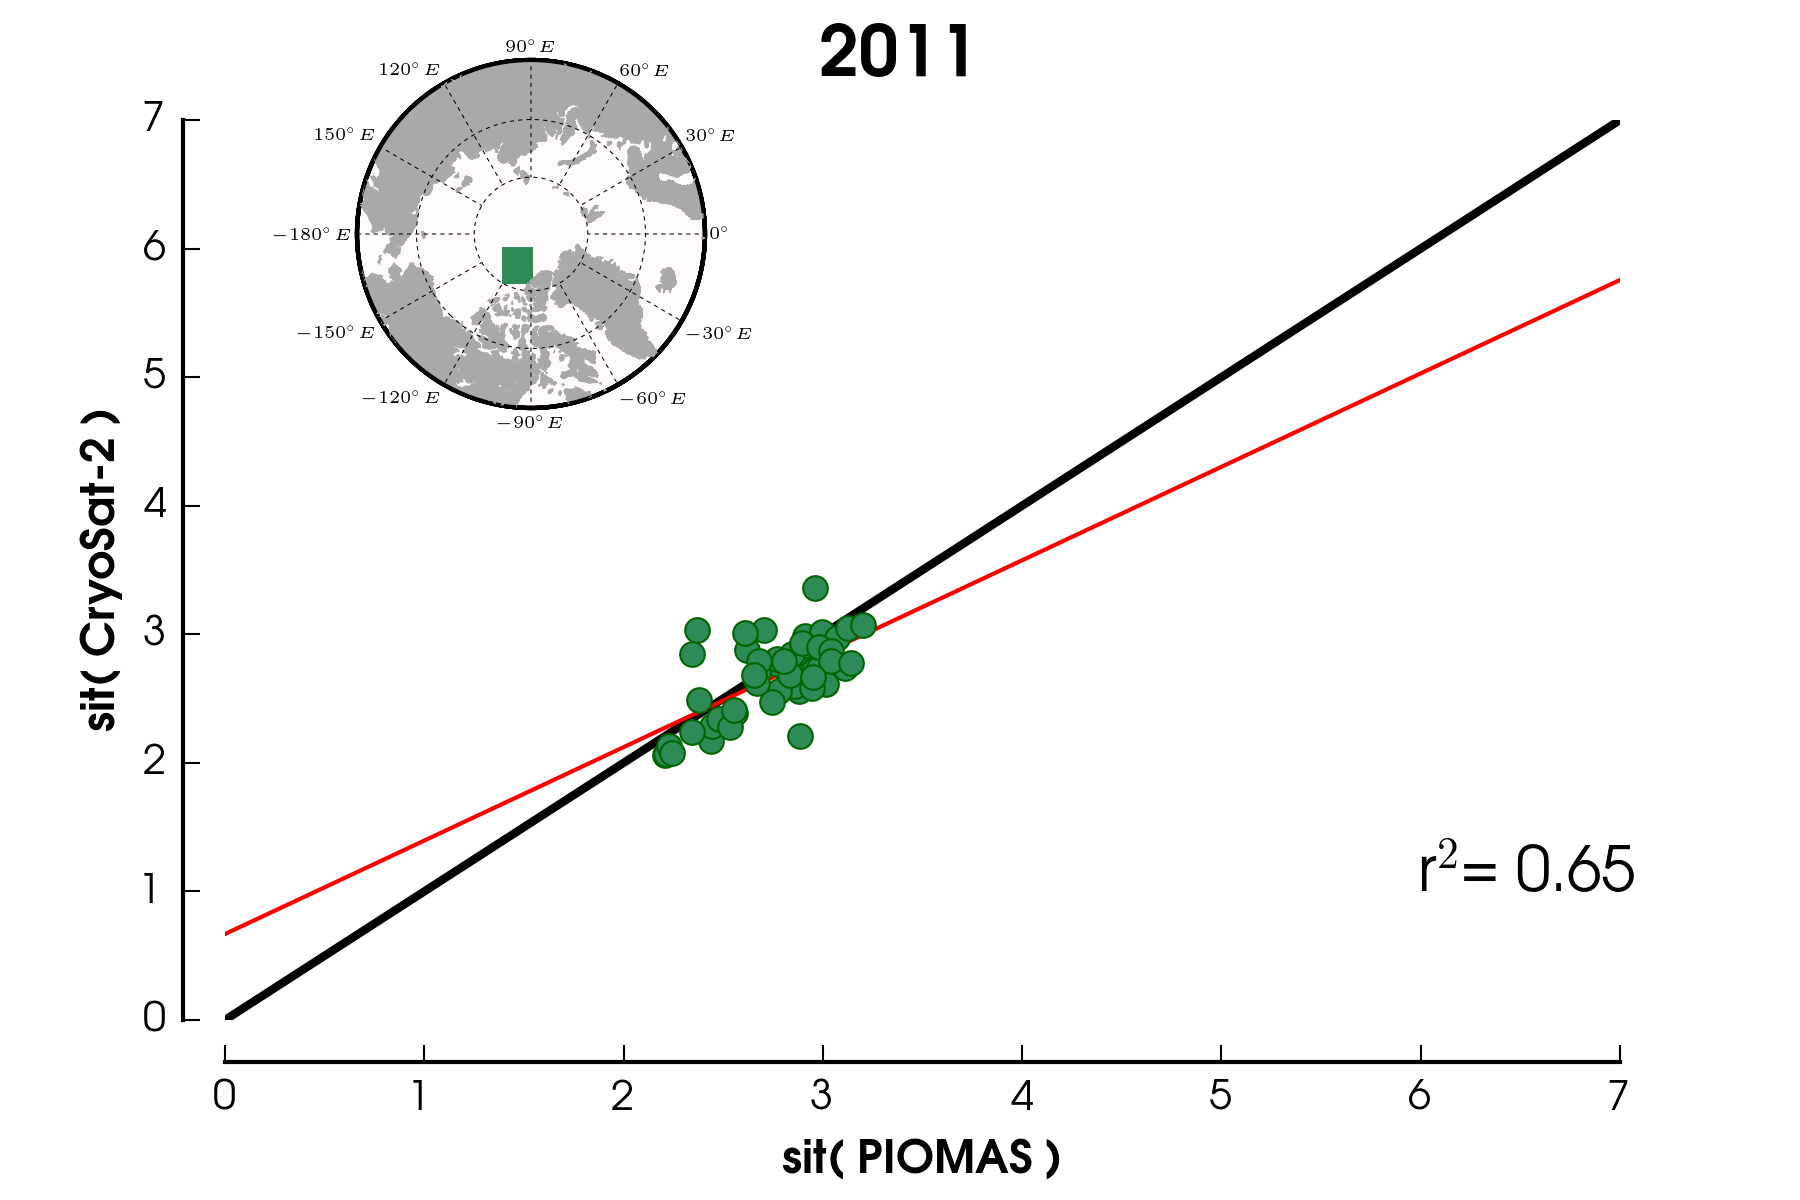 2011
90° E
120° E
60° E
150° E
30° E
−180° E
0°
−150° E
−30° E
−120° E
−60° E
−90° E
7
6
5
4
3
2
1
0
sit( CryoSat-2 )
r²= 0.65
0 1 2 3 4 5 6 7
sit( PIOMAS )